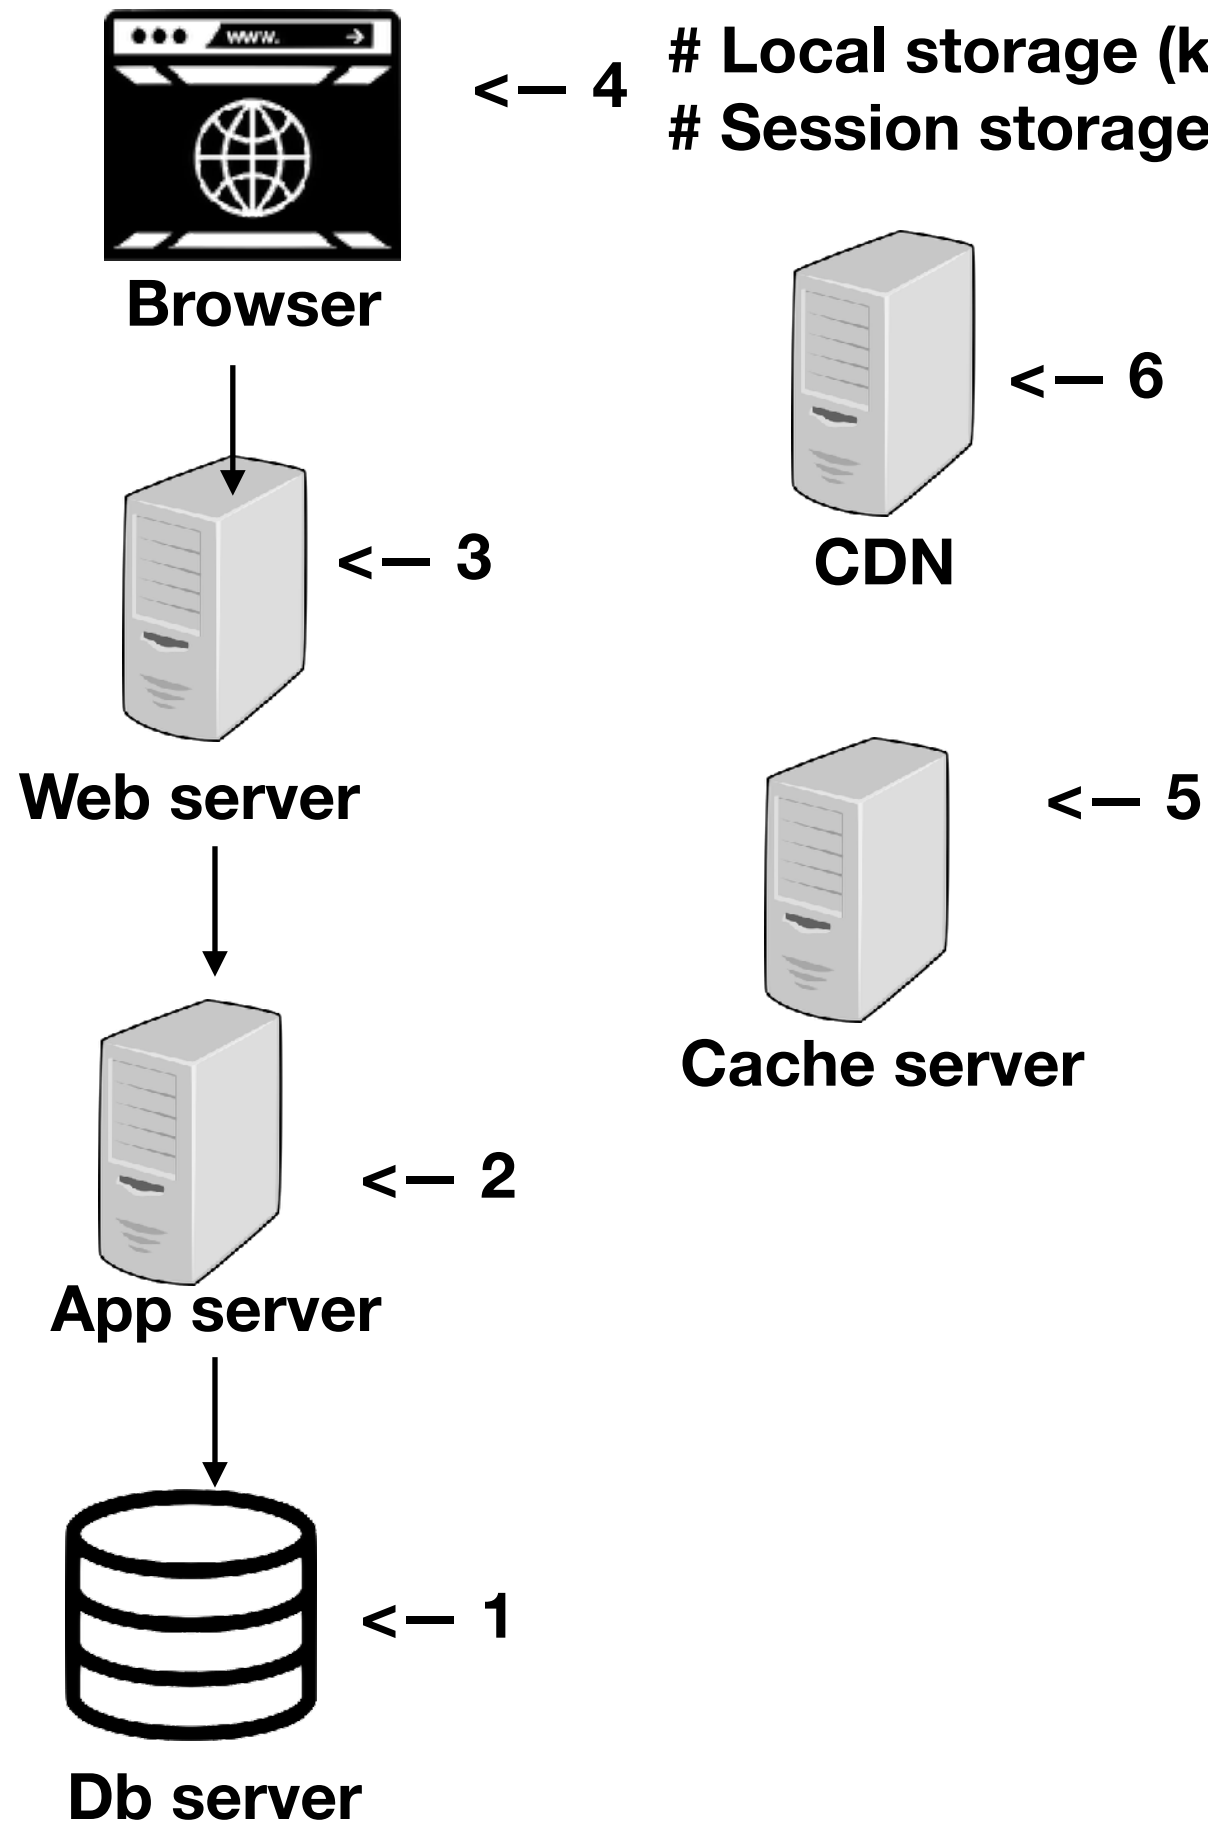 www.
<— 4
# Local storage (k
# Session storage
Browser
<— 6
<— 3
CDN
Web server
<— 5
Cache server
<— 2
App server
<— 1
Db server